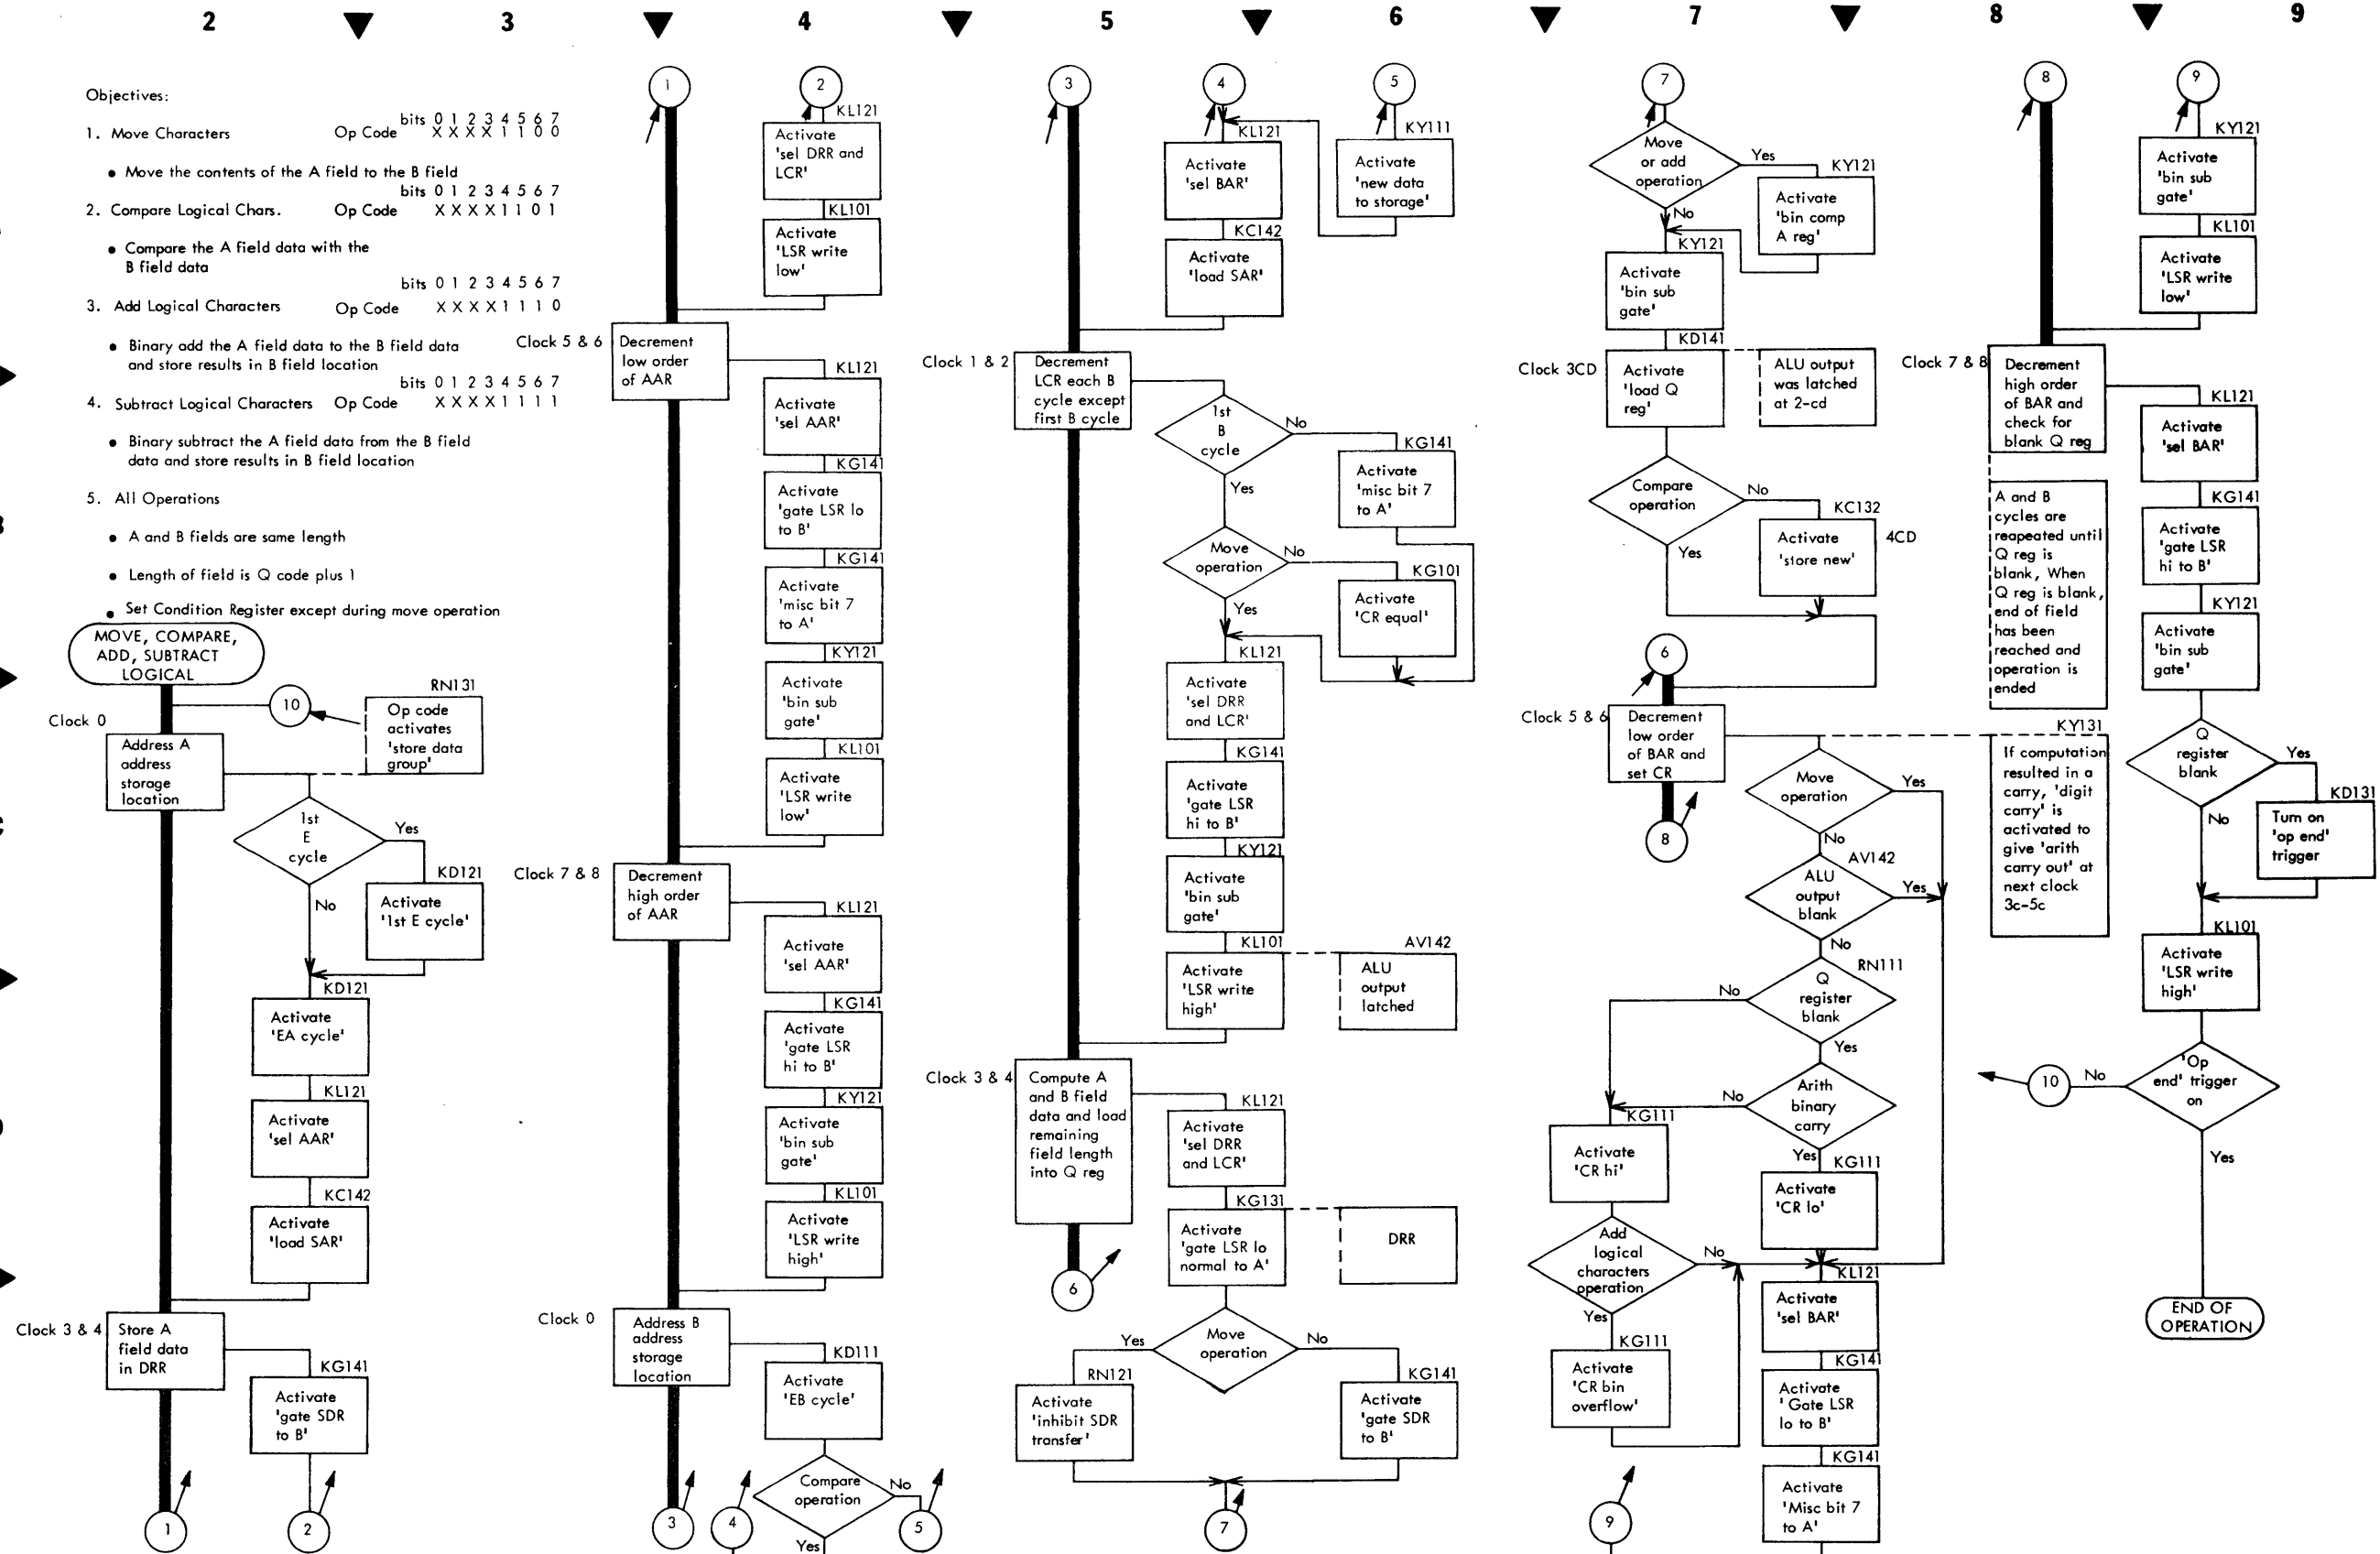 2 3 4 5 6 7 8 9
Objectives:
bits 0 1 2 3 4 5 6 7
1. Move Characters Op Code X X X X 1 1 0 0
• Move the contents of the A field to the B field
bits 0 1 2 3 4 5 6 7
2. Compare Logical Chars. Op Code X X X X 1 1 0 1
• Compare the A field data with the
B field data
bits 0 1 2 3 4 5 6 7
3. Add Logical Characters Op Code X X X X 1 1 1 0
• Binary add the A field data to the B field data
and store results in B field location
bits 0 1 2 3 4 5 6 7
4. Subtract Logical Characters Op Code X X X X 1 1 1 1
• Binary subtract the A field data from the B field
data and store results in B field location
5. All Operations
• A and B fields are same length
• Length of field is Q code plus 1
• Set Condition Register except during move operation
MOVE, COMPARE,
ADD, SUBTRACT
LOGICAL
10
RN131
Op code
activates
'store data
group'
Clock 0
Address A
address
storage
location
1st
E
cycle
Yes
No
KD121
Activate
'1st E cycle'
KD121
Activate
'EA cycle'
KL121
Activate
'sel AAR'
KC142
Activate
'load SAR'
Clock 3 & 4
Store A
field data
in DRR
KG141
Activate
'gate SDR
to B'
1
2
1
2
KL121
Activate
'sel DRR and
LCR'
KL101
Activate
'LSR write
low'
Clock 5 & 6
Decrement
low order
of AAR
KL121
Activate
'sel AAR'
KG141
Activate
'gate LSR lo
to B'
KG141
Activate
'misc bit 7
to A'
KY121
Activate
'bin sub
gate'
KL101
Activate
'LSR write
low'
Clock 7 & 8
Decrement
high order
of AAR
KL121
Activate
'sel AAR'
KG141
Activate
'gate LSR
hi to B'
KY121
Activate
'bin sub
gate'
KL101
Activate
'LSR write
high'
Clock 0
Address B
address
storage
location
KD111
Activate
'EB cycle'
Compare
operation
No
Yes
3
4
5
3
4
5
KL121
Activate
'sel BAR'
KY111
Activate
'new data
to storage'
KC142
Activate
'load SAR'
Clock 1 & 2
Decrement
LCR each B
cycle except
first B cycle
1st
B
cycle
No
Yes
KG141
Activate
'misc bit 7
to A'
Move
operation
No
Yes
KG101
Activate
'CR equal'
KL121
Activate
'sel DRR
and LCR'
KG141
Activate
'gate LSR
hi to B'
KY121
Activate
'bin sub
gate'
KL101
Activate
'LSR write
high'
AV142
ALU
output
latched
Clock 3 & 4
Compute A
and B field
data and load
remaining
field length
into Q reg
KL121
Activate
'sel DRR
and LCR'
KG131
Activate
'gate LSR lo
normal to A'
DRR
6
Move
operation
Yes
No
RN121
Activate
'inhibit SDR
transfer'
KG141
Activate
'gate SDR
to B'
7
7
Move
or add
operation
Yes
No
KY121
Activate
'bin comp
A reg'
KY121
Activate
'bin sub
gate'
KD141
Clock 3CD
Activate
'load Q
reg'
ALU output
was latched
at 2-cd
Compare
operation
No
Yes
KC132
Activate
'store new'
4CD
6
Clock 5 & 6
Decrement
low order
of BAR and
set CR
8
KY131
If computation
resulted in a
carry, 'digit
carry' is
activated to
give 'arith
carry out' at
next clock
3c-5c
Move
operation
Yes
No
AV142
ALU
output
blank
Yes
No
RN111
Q
register
blank
No
Yes
Arith
binary
carry
No
Yes
KG111
Activate
'CR hi'
KG111
Activate
'CR lo'
Add
logical
characters
operation
No
Yes
KG111
Activate
'CR bin
overflow'
KL121
Activate
'sel BAR'
KG141
Activate
'Gate LSR
lo to B'
KG141
Activate
'Misc bit 7
to A'
9
8
9
KY121
Activate
'bin sub
gate'
KL101
Activate
'LSR write
low'
Clock 7 & 8
Decrement
high order
of BAR and
check for
blank Q reg
A and B
cycles are
reapeated until
Q reg is
blank, When
Q reg is blank,
end of field
has been
reached and
operation is
ended
KL121
Activate
'sel BAR'
KG141
Activate
'gate LSR
hi to B'
KY121
Activate
'bin sub
gate'
Q
register
blank
Yes
No
KD131
Turn on
'op end'
trigger
KL101
Activate
'LSR write
high'
'Op
end' trigger
on
No
10
Yes
END OF
OPERATION